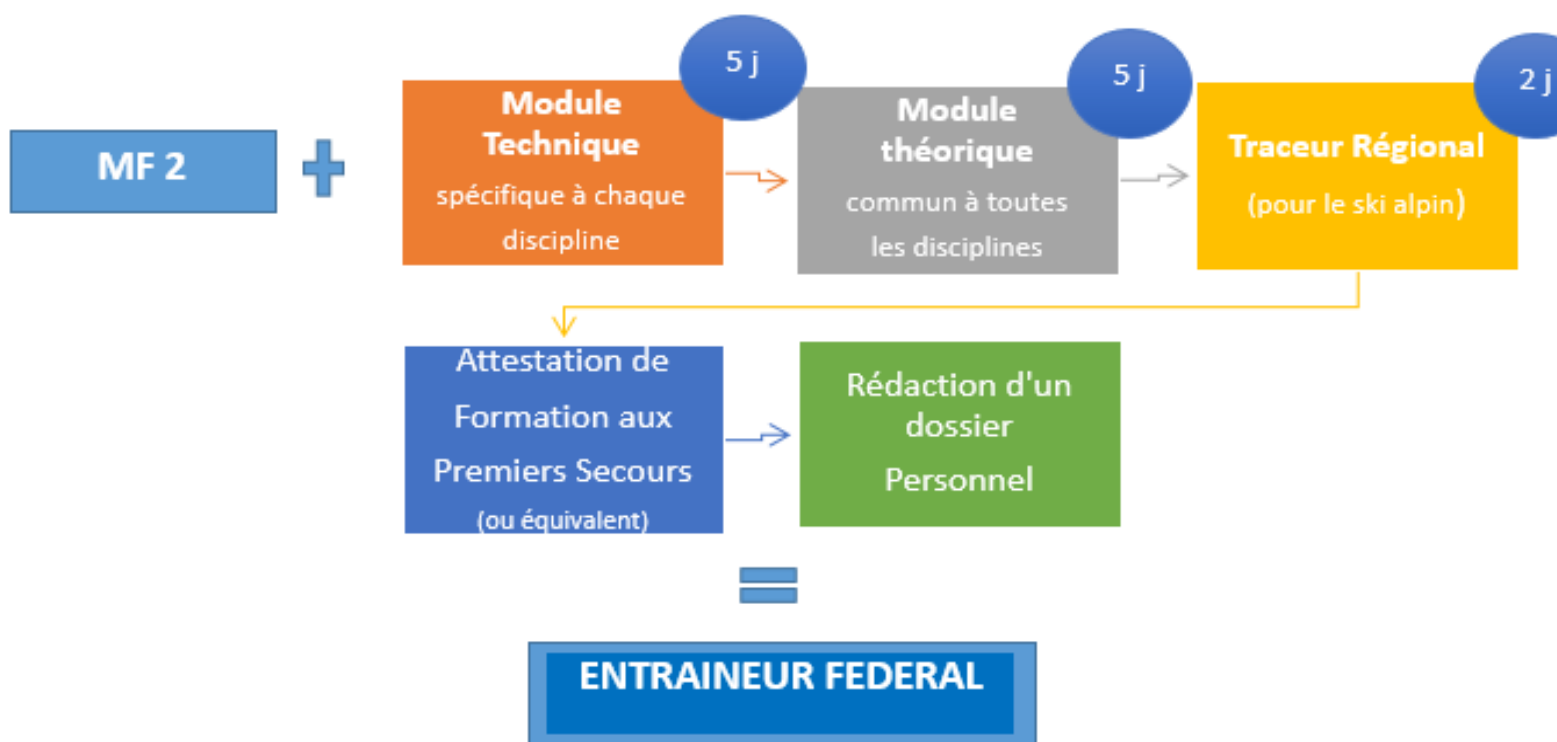 5 j
5 j
2 j
MF 2
Module
Technique
spécifique à chaque
discipline
Module
théorique
commun à toutes
les disciplines
Traceur Régional
(pour le ski alpin)
Attestation de
Formation aux
Premiers Secours
(ou équivalent)
Rédaction d'un
dossier
Personnel
ENTRAINEUR FEDERAL